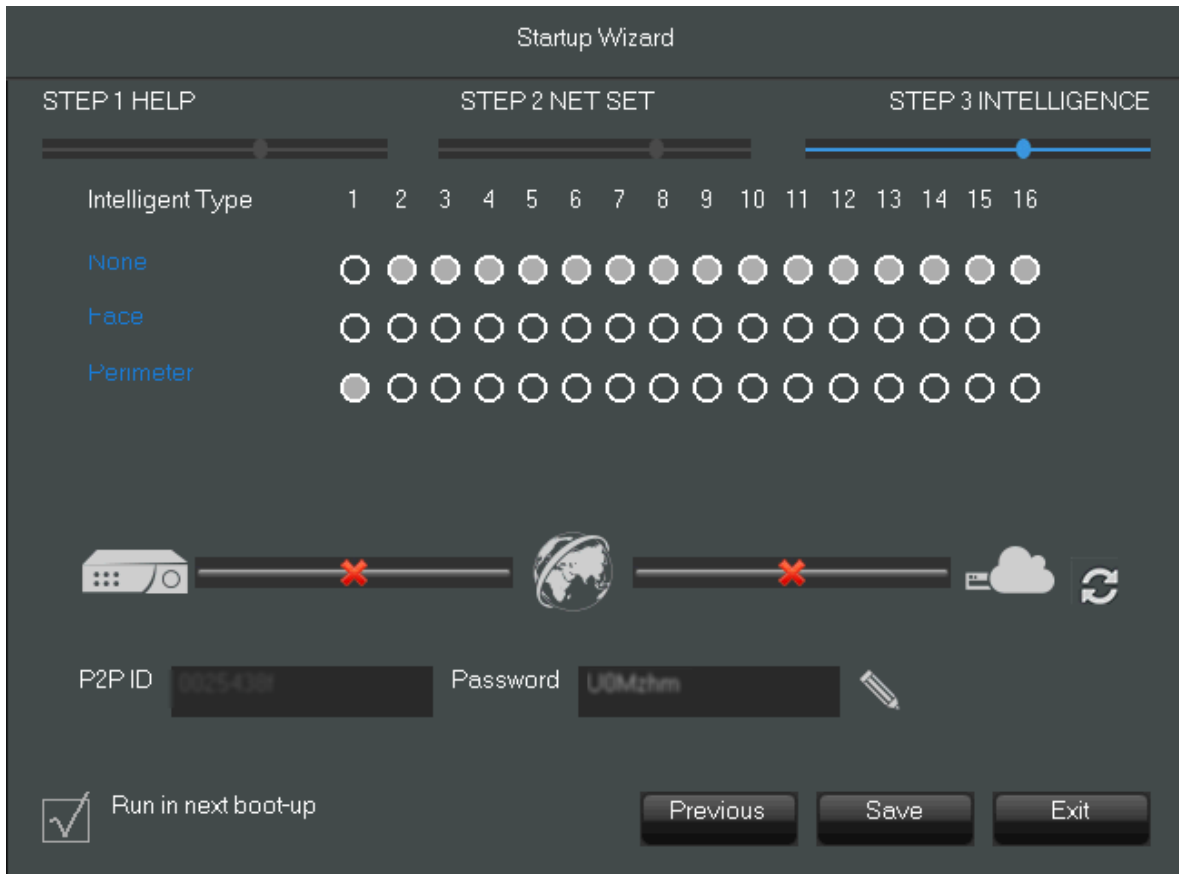 Startup Wizard
STEP 1 HELP STEP 2 NET SET STEP 3 INTELLIGENCE
Intelligent Type 1 2 3 4 5 6 7 8 9 10 11 12 13 14 15 16
None
Face
Perimeter
P2P ID Password
Run in next boot-up Previous Save Exit